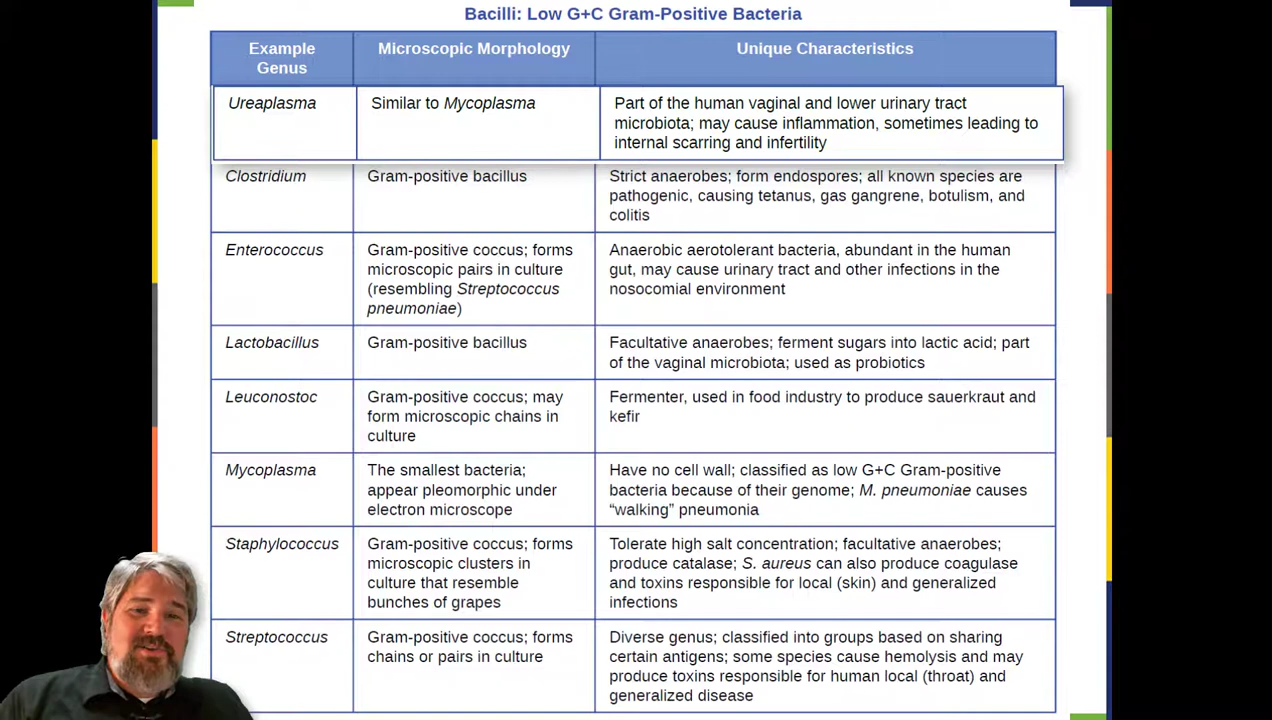 Bacilli: Low G+C Gram-Positive Bacteria
Example
Genus
Microscopic Morphology
Unique Characteristics
Ureaplasma
Similar to Mycoplasma
Part of the human vaginal and lower urinary tract
microbiota; may cause inflammation, sometimes leading to
internal scarring and infertility
Clostridium
Gram-positive bacillus
Strict anaerobes; form endospores; all known species are
pathogenic, causing tetanus, gas gangrene, botulism, and
colitis
Enterococcus
Gram-positive coccus; forms
microscopic pairs in culture
(resembling Streptococcus
pneumoniae)
Anaerobic aerotolerant bacteria, abundant in the human
gut, may cause urinary tract and other infections in the
nosocomial environment
Lactobacillus
Gram-positive bacillus
Facultative anaerobes; ferment sugars into lactic acid; part
of the vaginal microbiota; used as probiotics
Leuconostoc
Gram-positive coccus; may
form microscopic chains in
culture
Fermenter, used in food industry to produce sauerkraut and
kefir
Mycoplasma
The smallest bacteria;
appear pleomorphic under
electron microscope
Have no cell wall; classified as low G+C Gram-positive
bacteria because of their genome; M. pneumoniae causes
“walking” pneumonia
Staphylococcus
Gram-positive coccus; forms
microscopic clusters in
culture that resemble
bunches of grapes
Tolerate high salt concentration; facultative anaerobes;
produce catalase; S. aureus can also produce coagulase
and toxins responsible for local (skin) and generalized
infections
Streptococcus
Gram-positive coccus; forms
chains or pairs in culture
Diverse genus; classified into groups based on sharing
certain antigens; some species cause hemolysis and may
produce toxins responsible for human local (throat) and
generalized disease